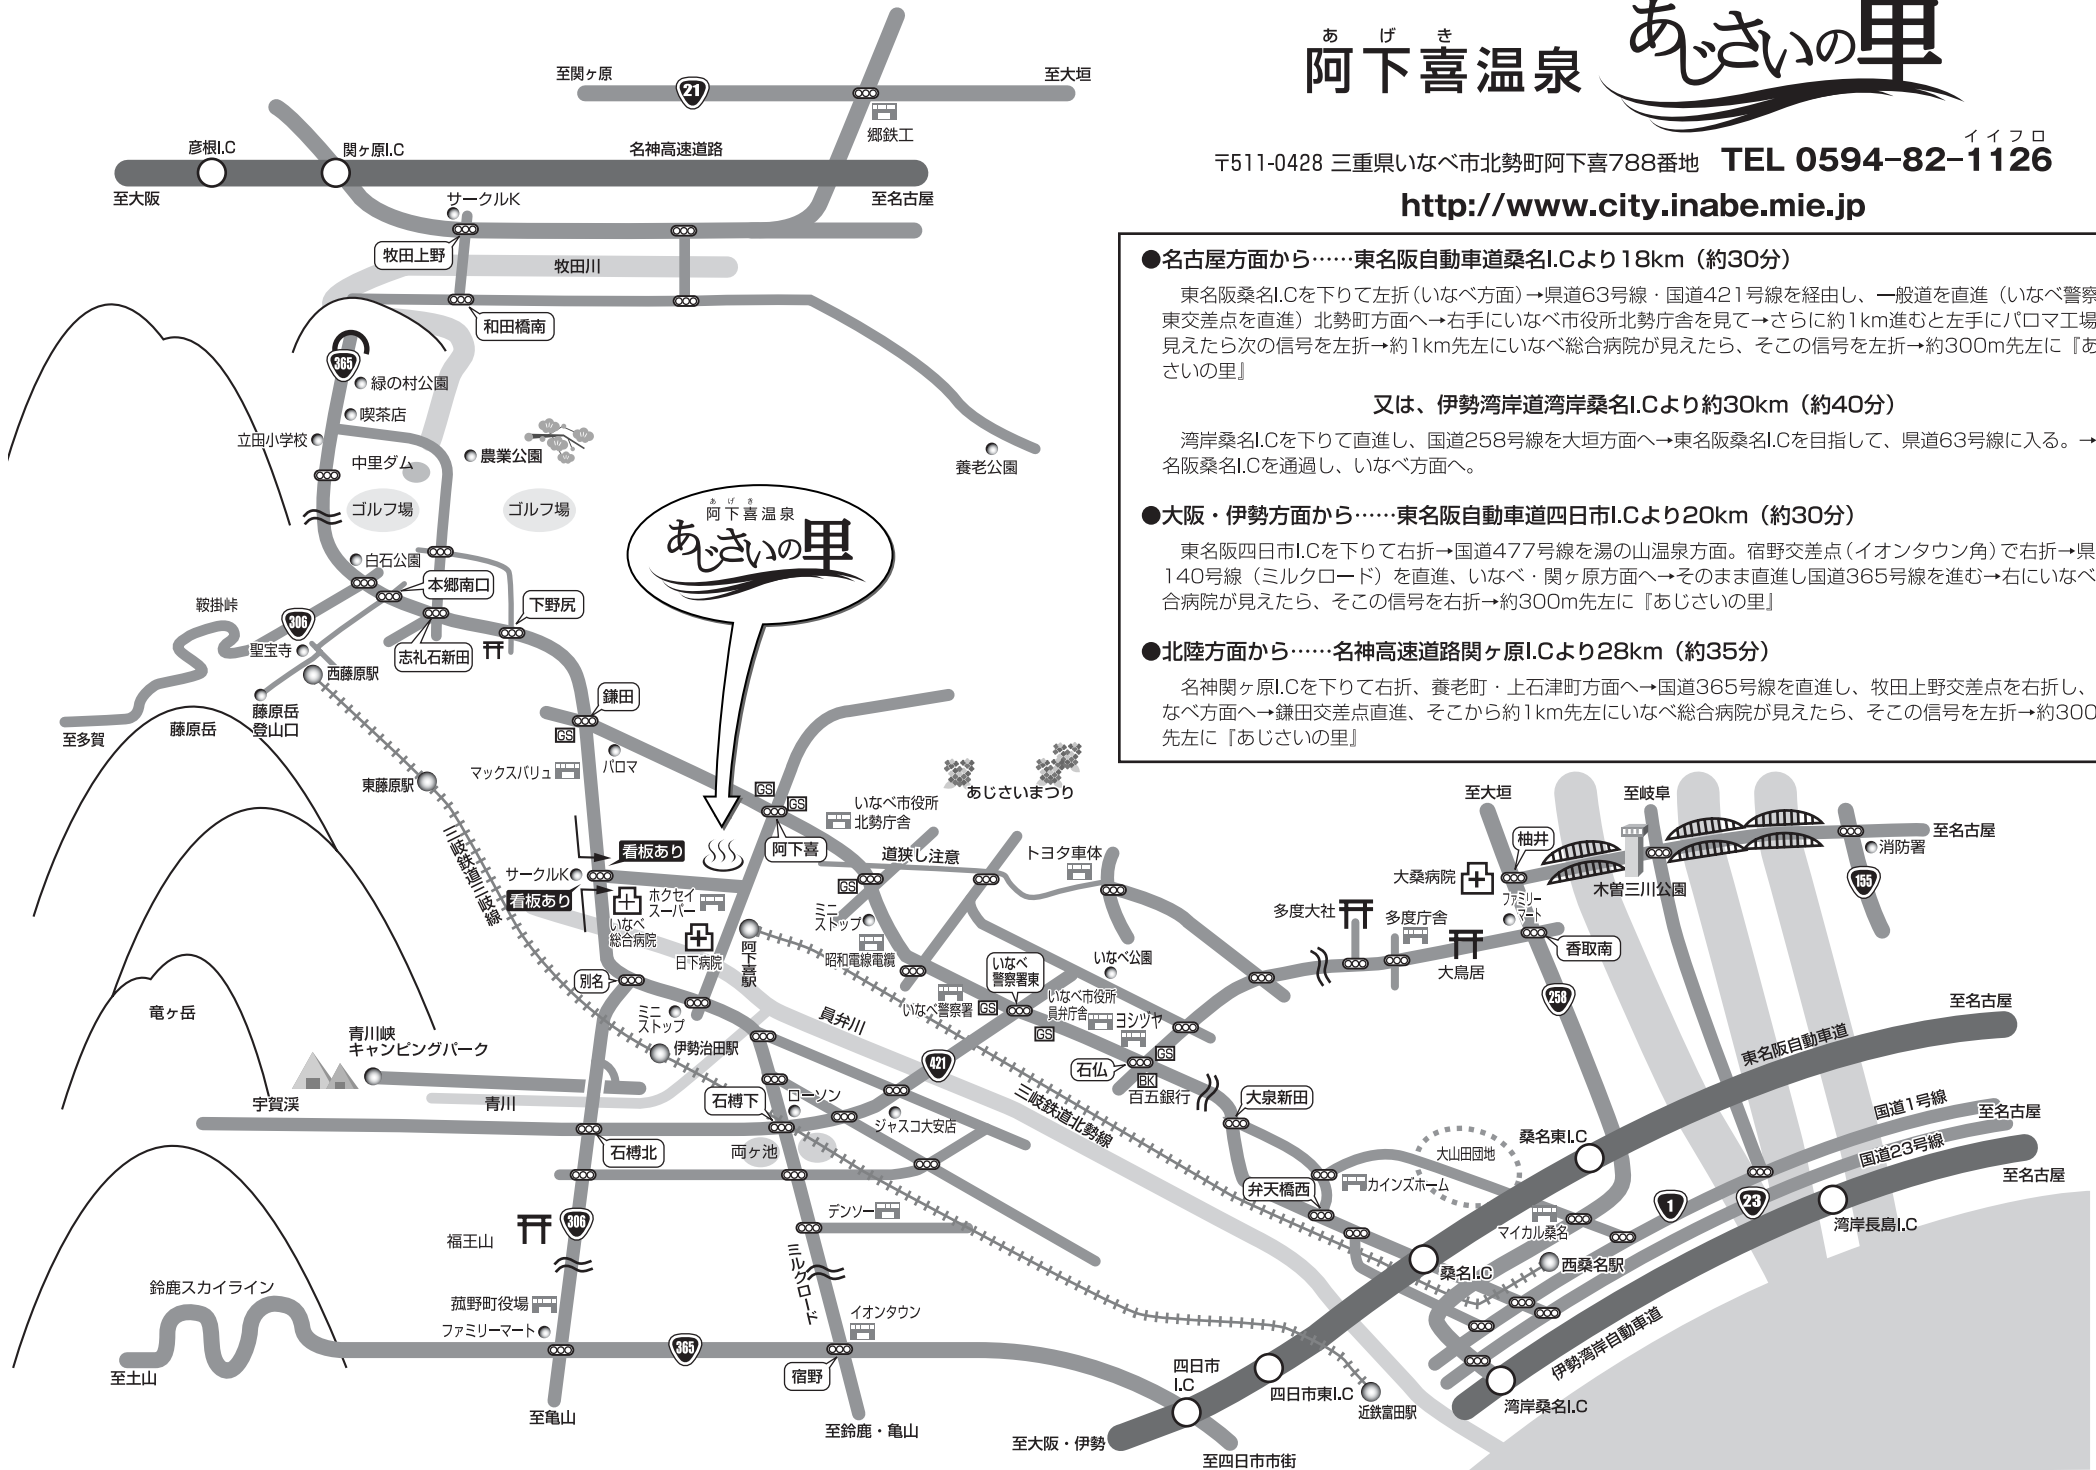 あげき
阿下喜温泉
あじさいの里
イイフロ
〒511-0428 三重県いなべ市北勢町阿下喜788番地 TEL 0594-82-1126
http://www.city.inabe.mie.jp
●名古屋方面から……東名阪自動車道桑名I.Cより18km（約30分）
東名阪桑名I.Cを下りて左折（いなべ方面）→県道63号線・国道421号線を経由し、一般道を直進（いなべ警察
東交差点を直進）北勢町方面へ→右手にいなべ市役所北勢庁舎を見て→さらに約1km進むと左手にパロマ工場
見えたら次の信号を左折→約1km先左にいなべ総合病院が見えたら、そこの信号を左折→約300m先左に『あ
さいの里』
又は、伊勢湾岸道湾岸桑名I.Cより約30km（約40分）
湾岸桑名I.Cを下りて直進し、国道258号線を大垣方面へ→東名阪桑名I.Cを目指して、県道63号線に入る。→
名阪桑名I.Cを通過し、いなべ方面へ。
●大阪・伊勢方面から……東名阪自動車道四日市I.Cより20km（約30分）
東名阪四日市I.Cを下りて右折→国道477号線を湯の山温泉方面。宿野交差点（イオンタウン角）で右折→県
140号線（ミルクロード）を直進、いなべ・関ヶ原方面へ→そのまま直進し国道365号線を進む→右にいなべ
合病院が見えたら、そこの信号を右折→約300m先左に『あじさいの里』
●北陸方面から……名神高速道路関ヶ原I.Cより28km（約35分）
名神関ヶ原I.Cを下りて右折、養老町・上石津町方面へ→国道365号線を直進し、牧田上野交差点を右折し、
なべ方面へ→鎌田交差点直進、そこから約1km先左にいなべ総合病院が見えたら、そこの信号を左折→約300
先左に『あじさいの里』
至関ヶ原
21
至大垣
郷鉄工
彦根I.C
関ヶ原I.C
名神高速道路
至大阪
至名古屋
サークルK
牧田上野
牧田川
和田橋南
365
緑の村公園
喫茶店
立田小学校
中里ダム
農業公園
養老公園
ゴルフ場
ゴルフ場
あげき
阿下喜温泉
あじさいの里
白石公園
本郷南口
下野尻
鞍掛峠
306
聖宝寺
志礼石新田
西藤原駅
鎌田
藤原岳
登山口
藤原岳
至多賀
GS
パロマ
マックスバリュ
東藤原駅
三岐鉄道三岐線
GS
GS
いなべ市役所
北勢庁舎
あじさいまつり
阿下喜
道狭し注意
看板あり
サークルK
看板あり
いなべ
総合病院
ホクセイ
スーパー
日下病院
阿下喜駅
GS
ミニ
ストップ
昭和電線電纜
トヨタ車体
いなべ公園
いなべ
警察署東
いなべ警察署
GS
いなべ市役所
員弁庁舎
ヨシヅヤ
GS
GS
石仏
BK
百五銀行
別名
ミニ
ストップ
伊勢治田駅
員弁川
421
竜ヶ岳
青川峡
キャンピングパーク
青川
宇賀渓
石榑下
ローソン
ジャスコ大安店
石榑北
両ヶ池
三岐鉄道北勢線
大泉新田
弁天橋西
カインズホーム
大山田団地
マイカル桑名
西桑名駅
桑名I.C
桑名東I.C
デンソー
ミルクロード
福王山
306
鈴鹿スカイライン
菰野町役場
ファミリーマート
365
イオンタウン
宿野
至土山
至亀山
至鈴鹿・亀山
至大垣
至岐阜
至名古屋
柚井
消防署
大桑病院
木曽三川公園
155
ファミリー
マート
多度大社
多度庁舎
大鳥居
香取南
258
至名古屋
東名阪自動車道
国道1号線
至名古屋
国道23号線
至名古屋
1
23
湾岸長島I.C
伊勢湾岸自動車道
湾岸桑名I.C
四日市
I.C
四日市東I.C
近鉄富田駅
至大阪・伊勢
至四日市市街